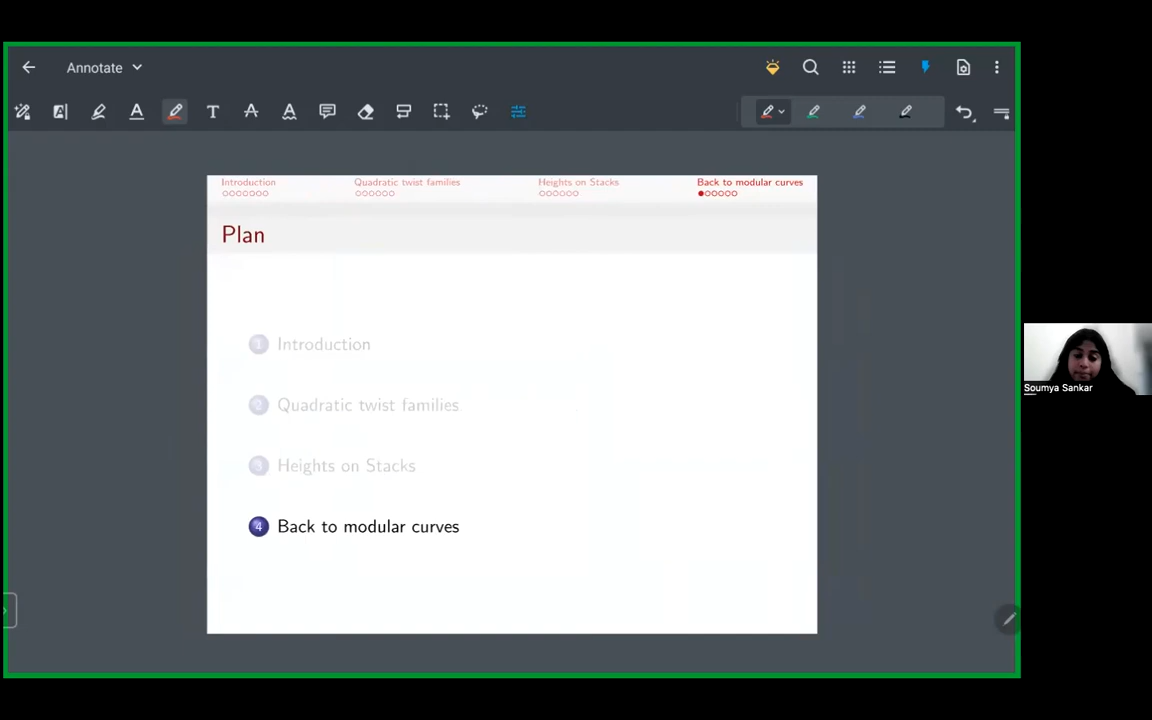 Annotate
T
Introduction
Quadratic twist families
Heights on Stacks
Back to modular curves
Plan
1 Introduction
2 Quadratic twist families
3 Heights on Stacks
4 Back to modular curves
Soumya Sankar